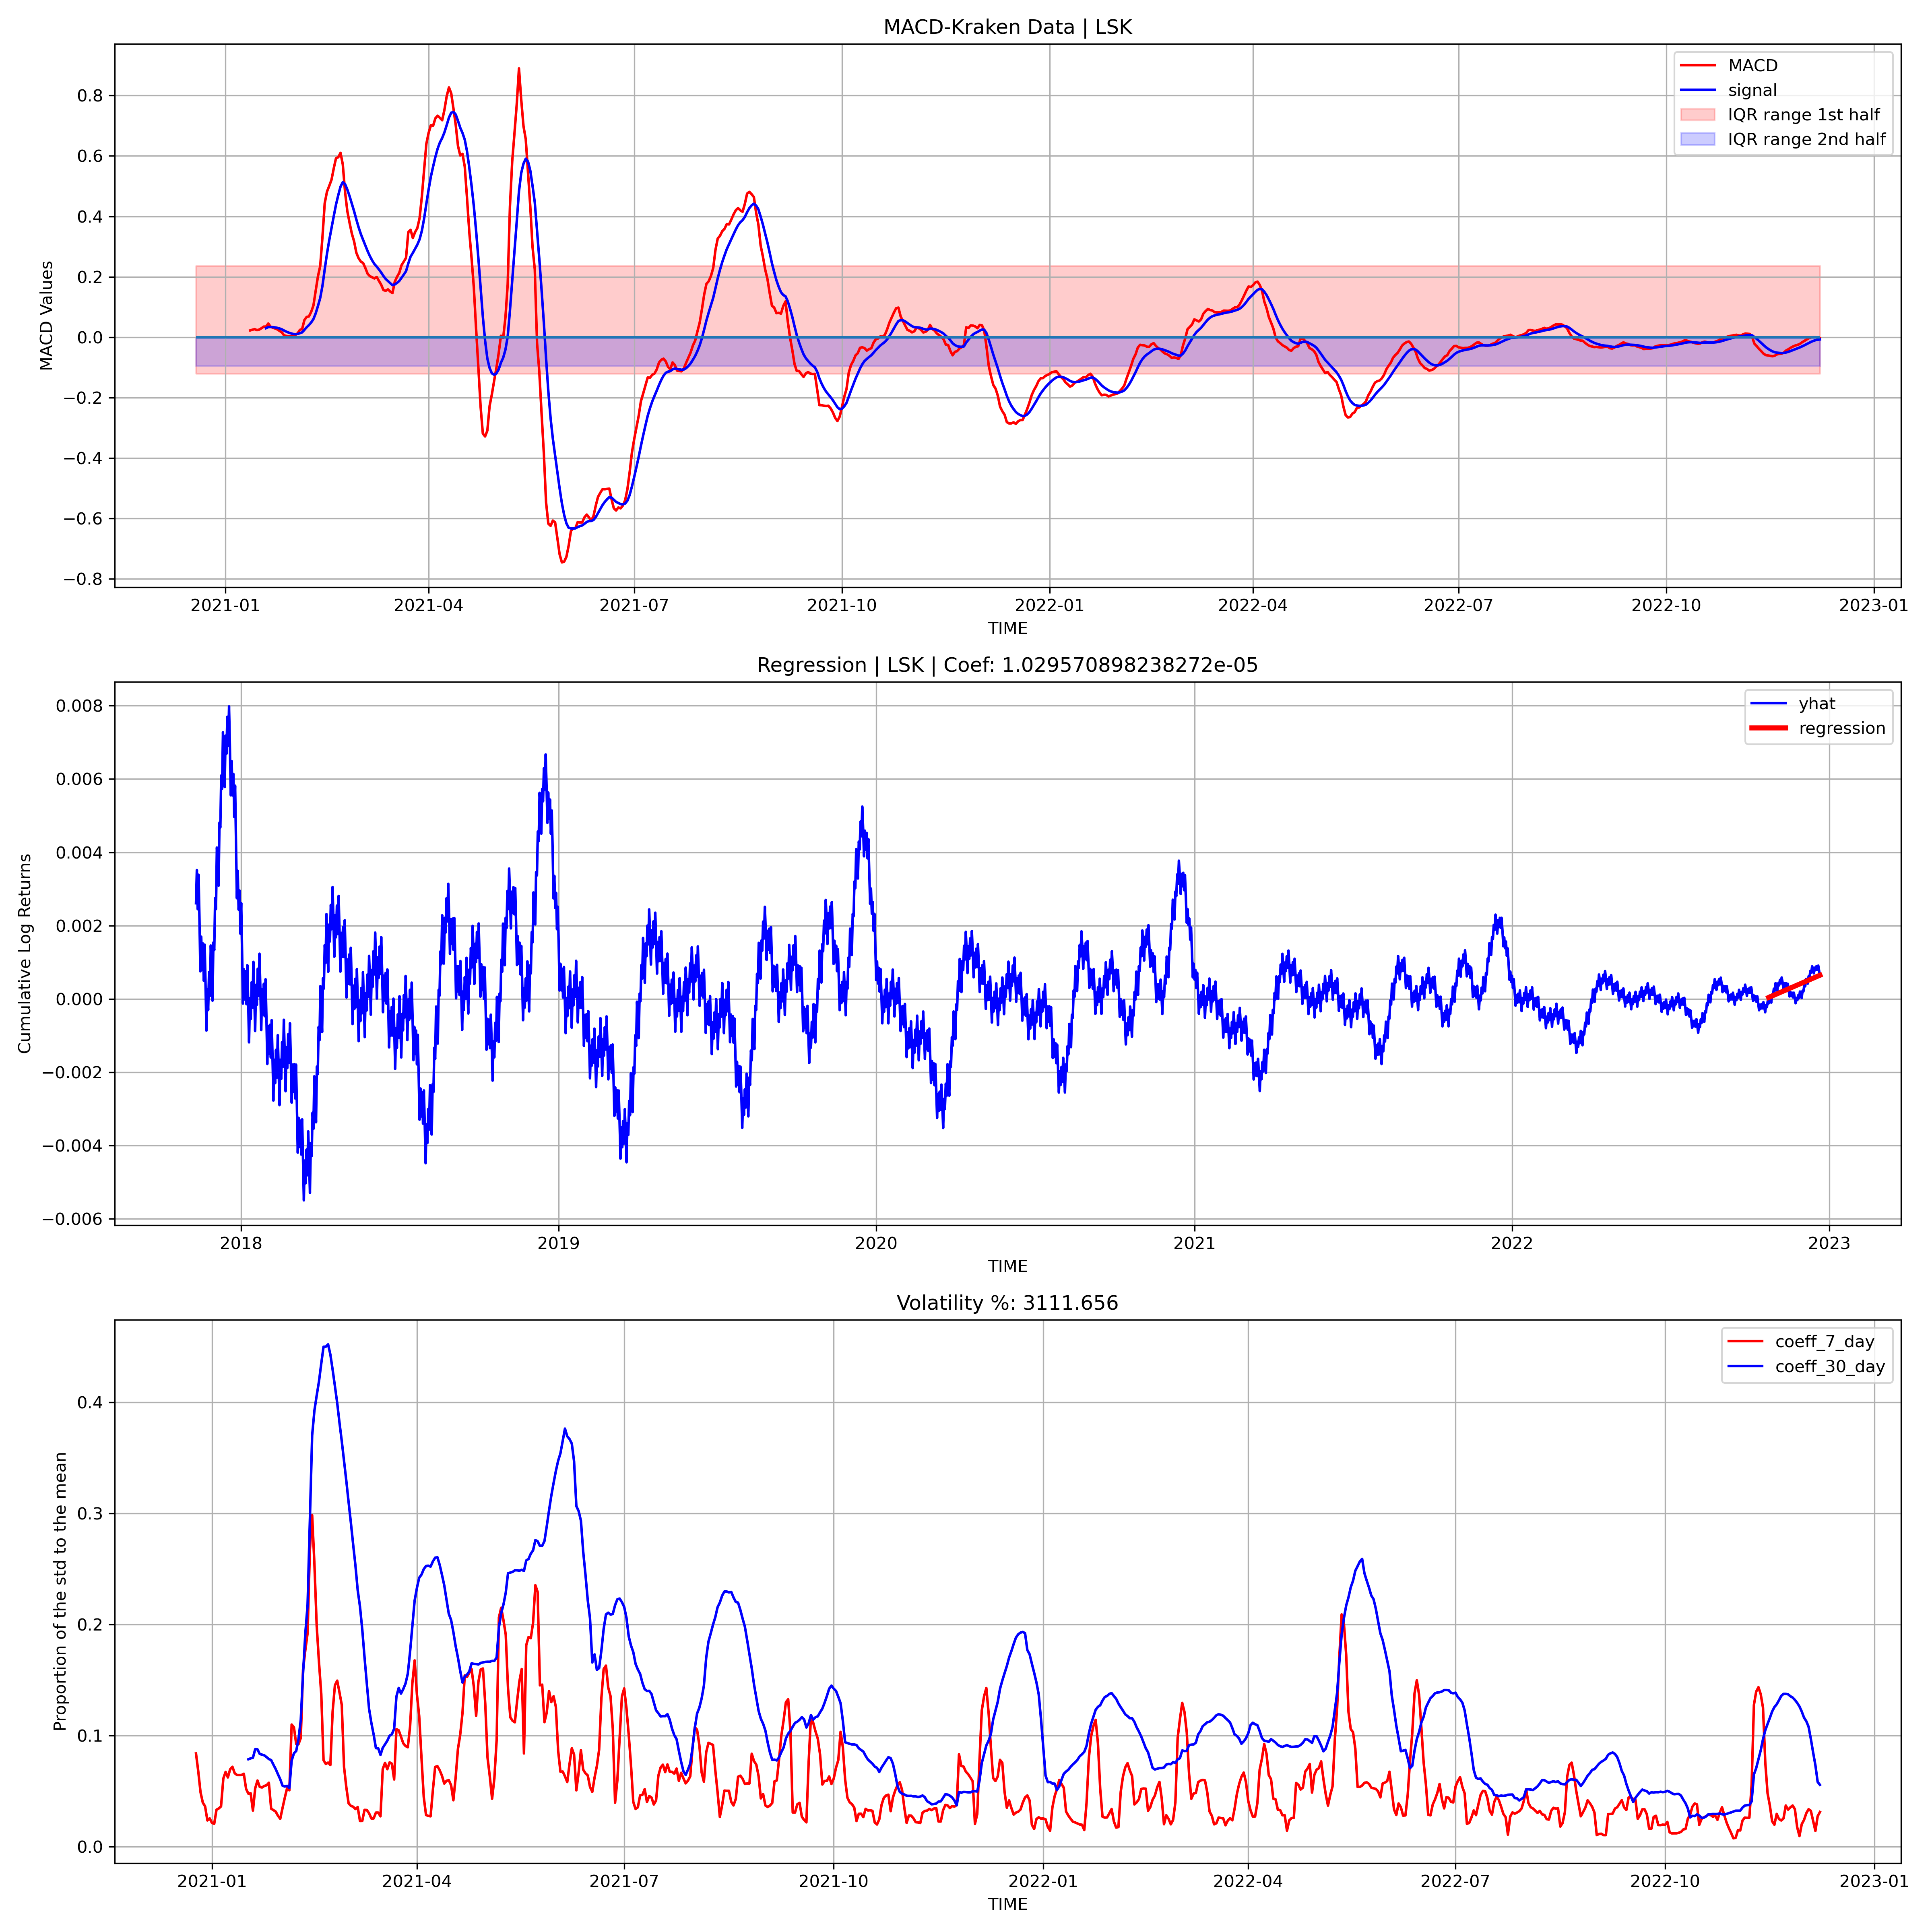 MACD-Kraken Data | LSK
MACD Values
0.8
0.6
0.4
0.2
0.0
−0.2
−0.4
−0.6
−0.8
MACD
signal
IQR range 1st half
IQR range 2nd half
2021-01
2021-04
2021-07
2021-10
2022-01
2022-04
2022-07
2022-10
2023-01
TIME
Regression | LSK | Coef: 1.029570898238272e-05
Cumulative Log Returns
0.008
0.006
0.004
0.002
0.000
−0.002
−0.004
−0.006
yhat
regression
2018
2019
2020
2021
2022
2023
TIME
Volatility %: 3111.656
Proportion of the std to the mean
0.4
0.3
0.2
0.1
0.0
coeff_7_day
coeff_30_day
2021-01
2021-04
2021-07
2021-10
2022-01
2022-04
2022-07
2022-10
2023-01
TIME